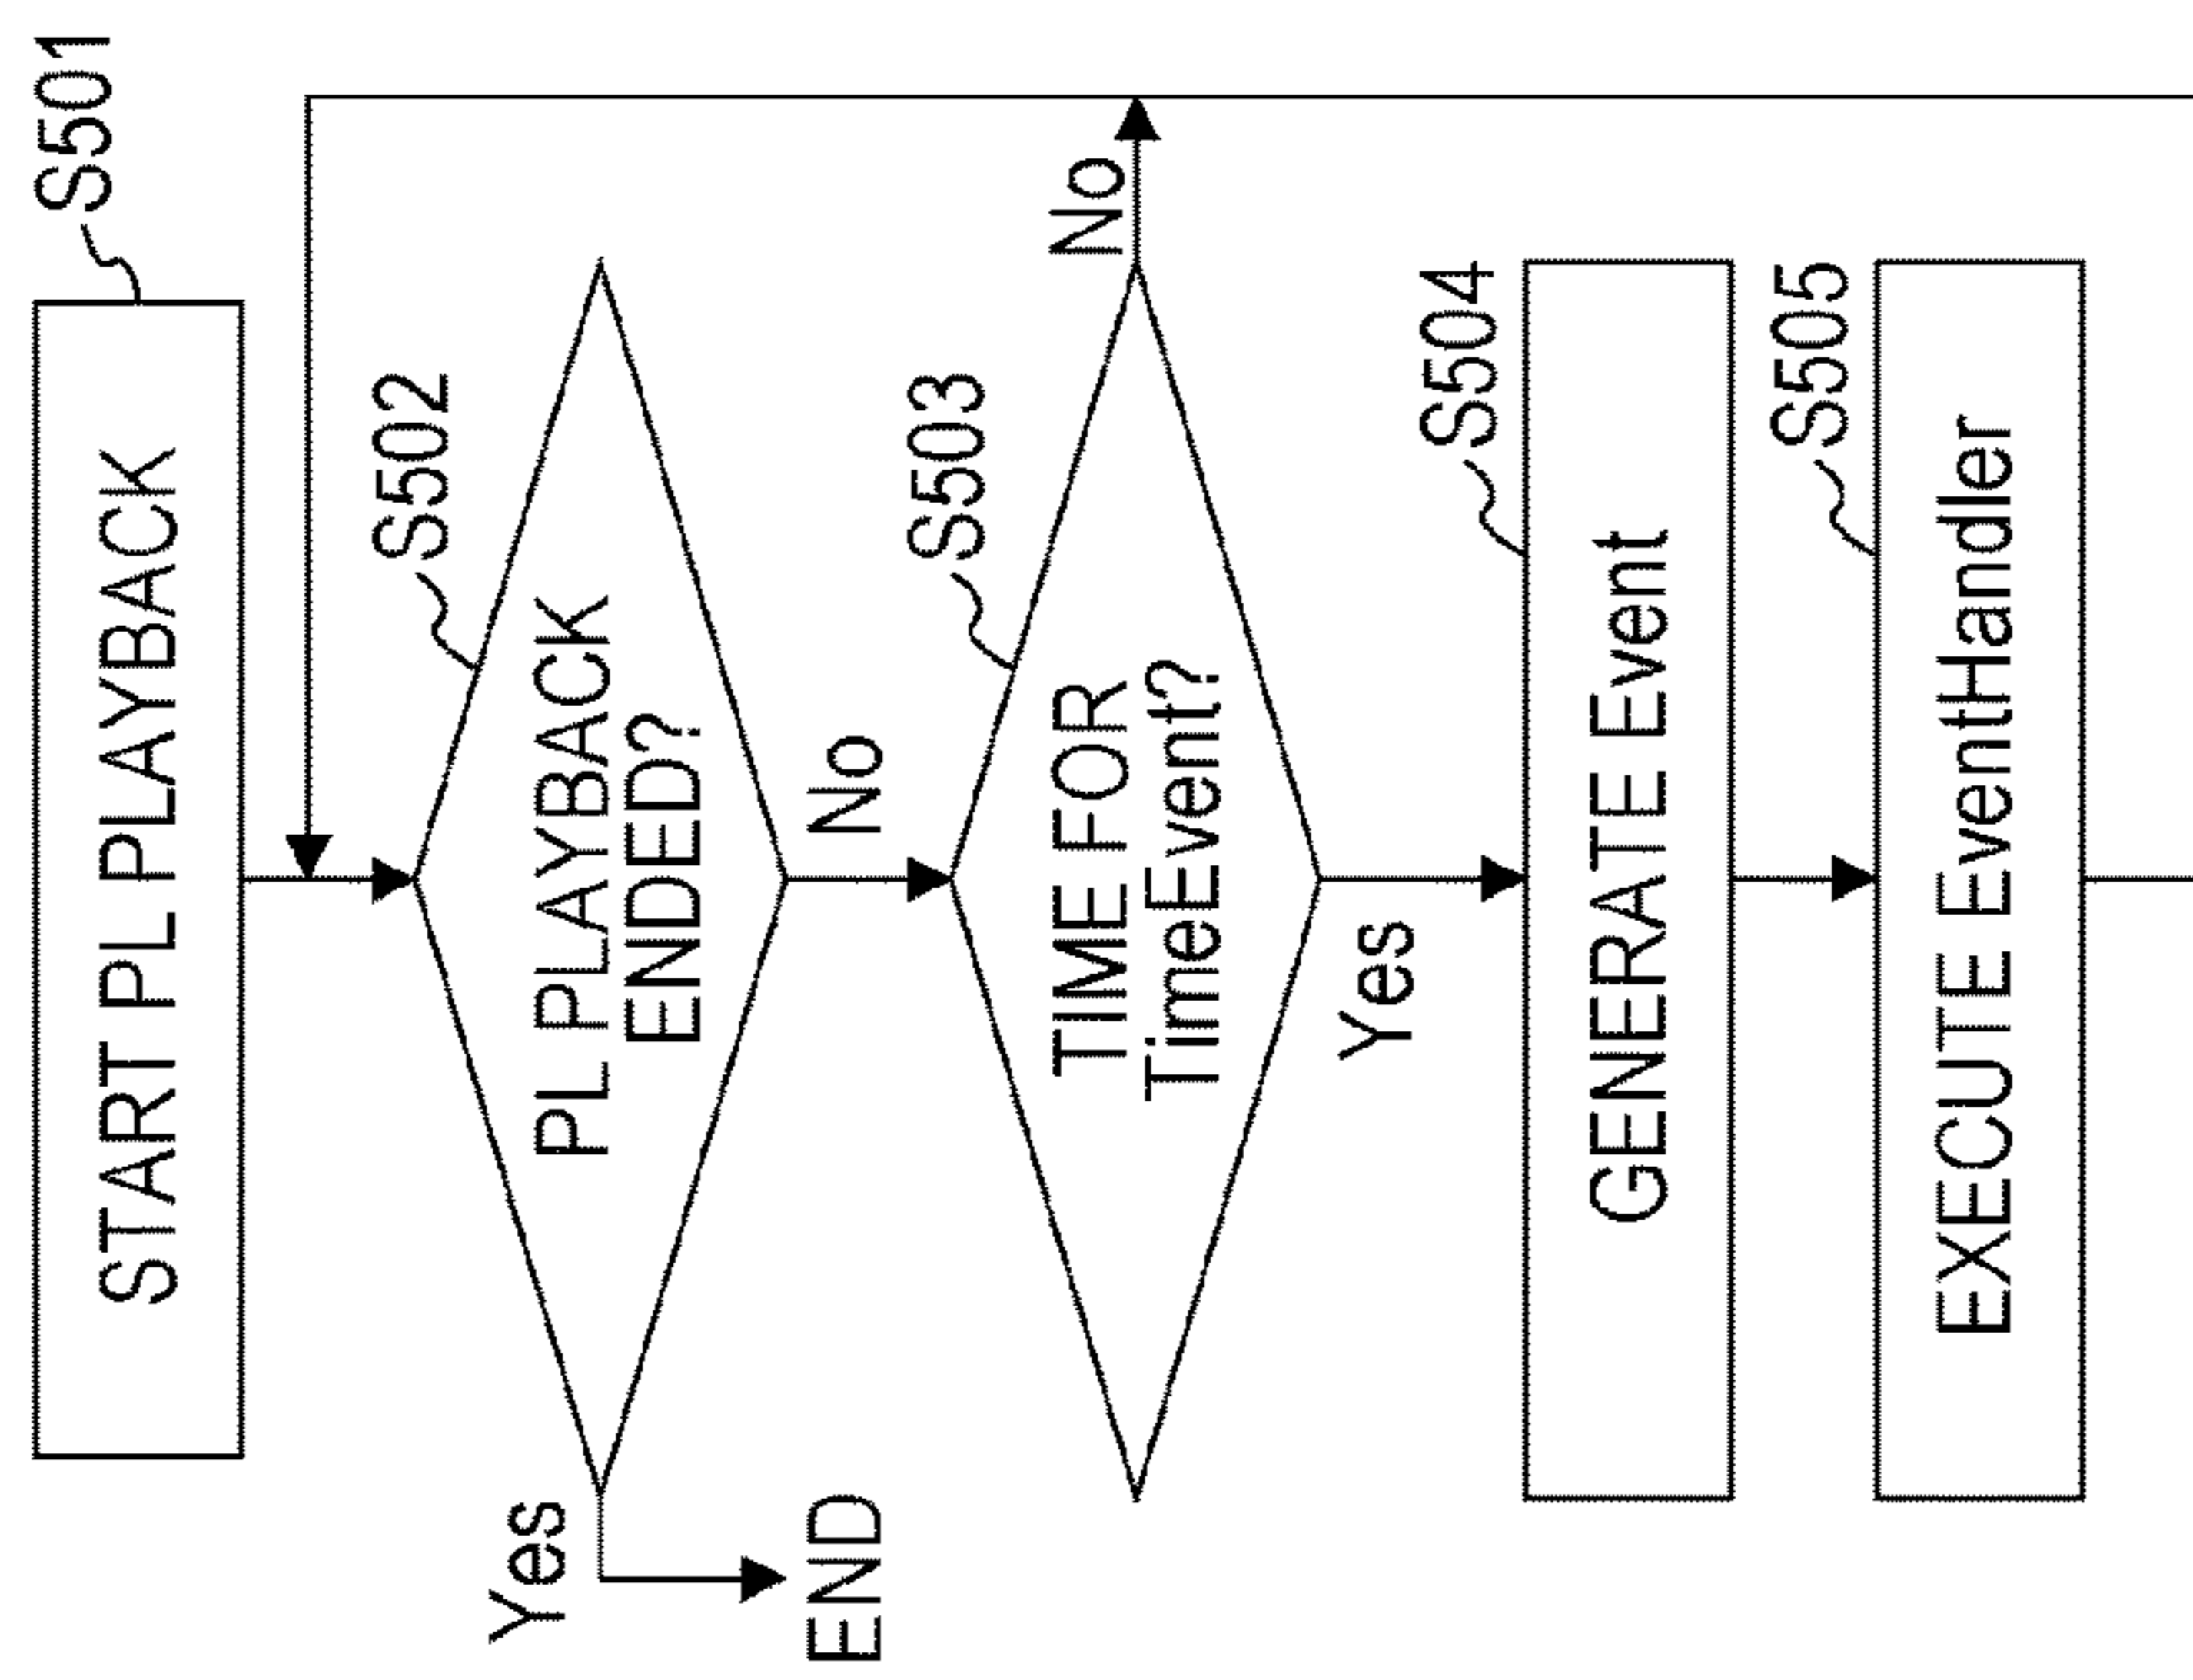 START PL PLAYBACK
S501
S502
PL PLAYBACK
ENDED?
Yes
No
END
S503
TIME FOR
TimeEvent?
No
Yes
S504
GENERATE Event
S505
EXECUTE EventHandler